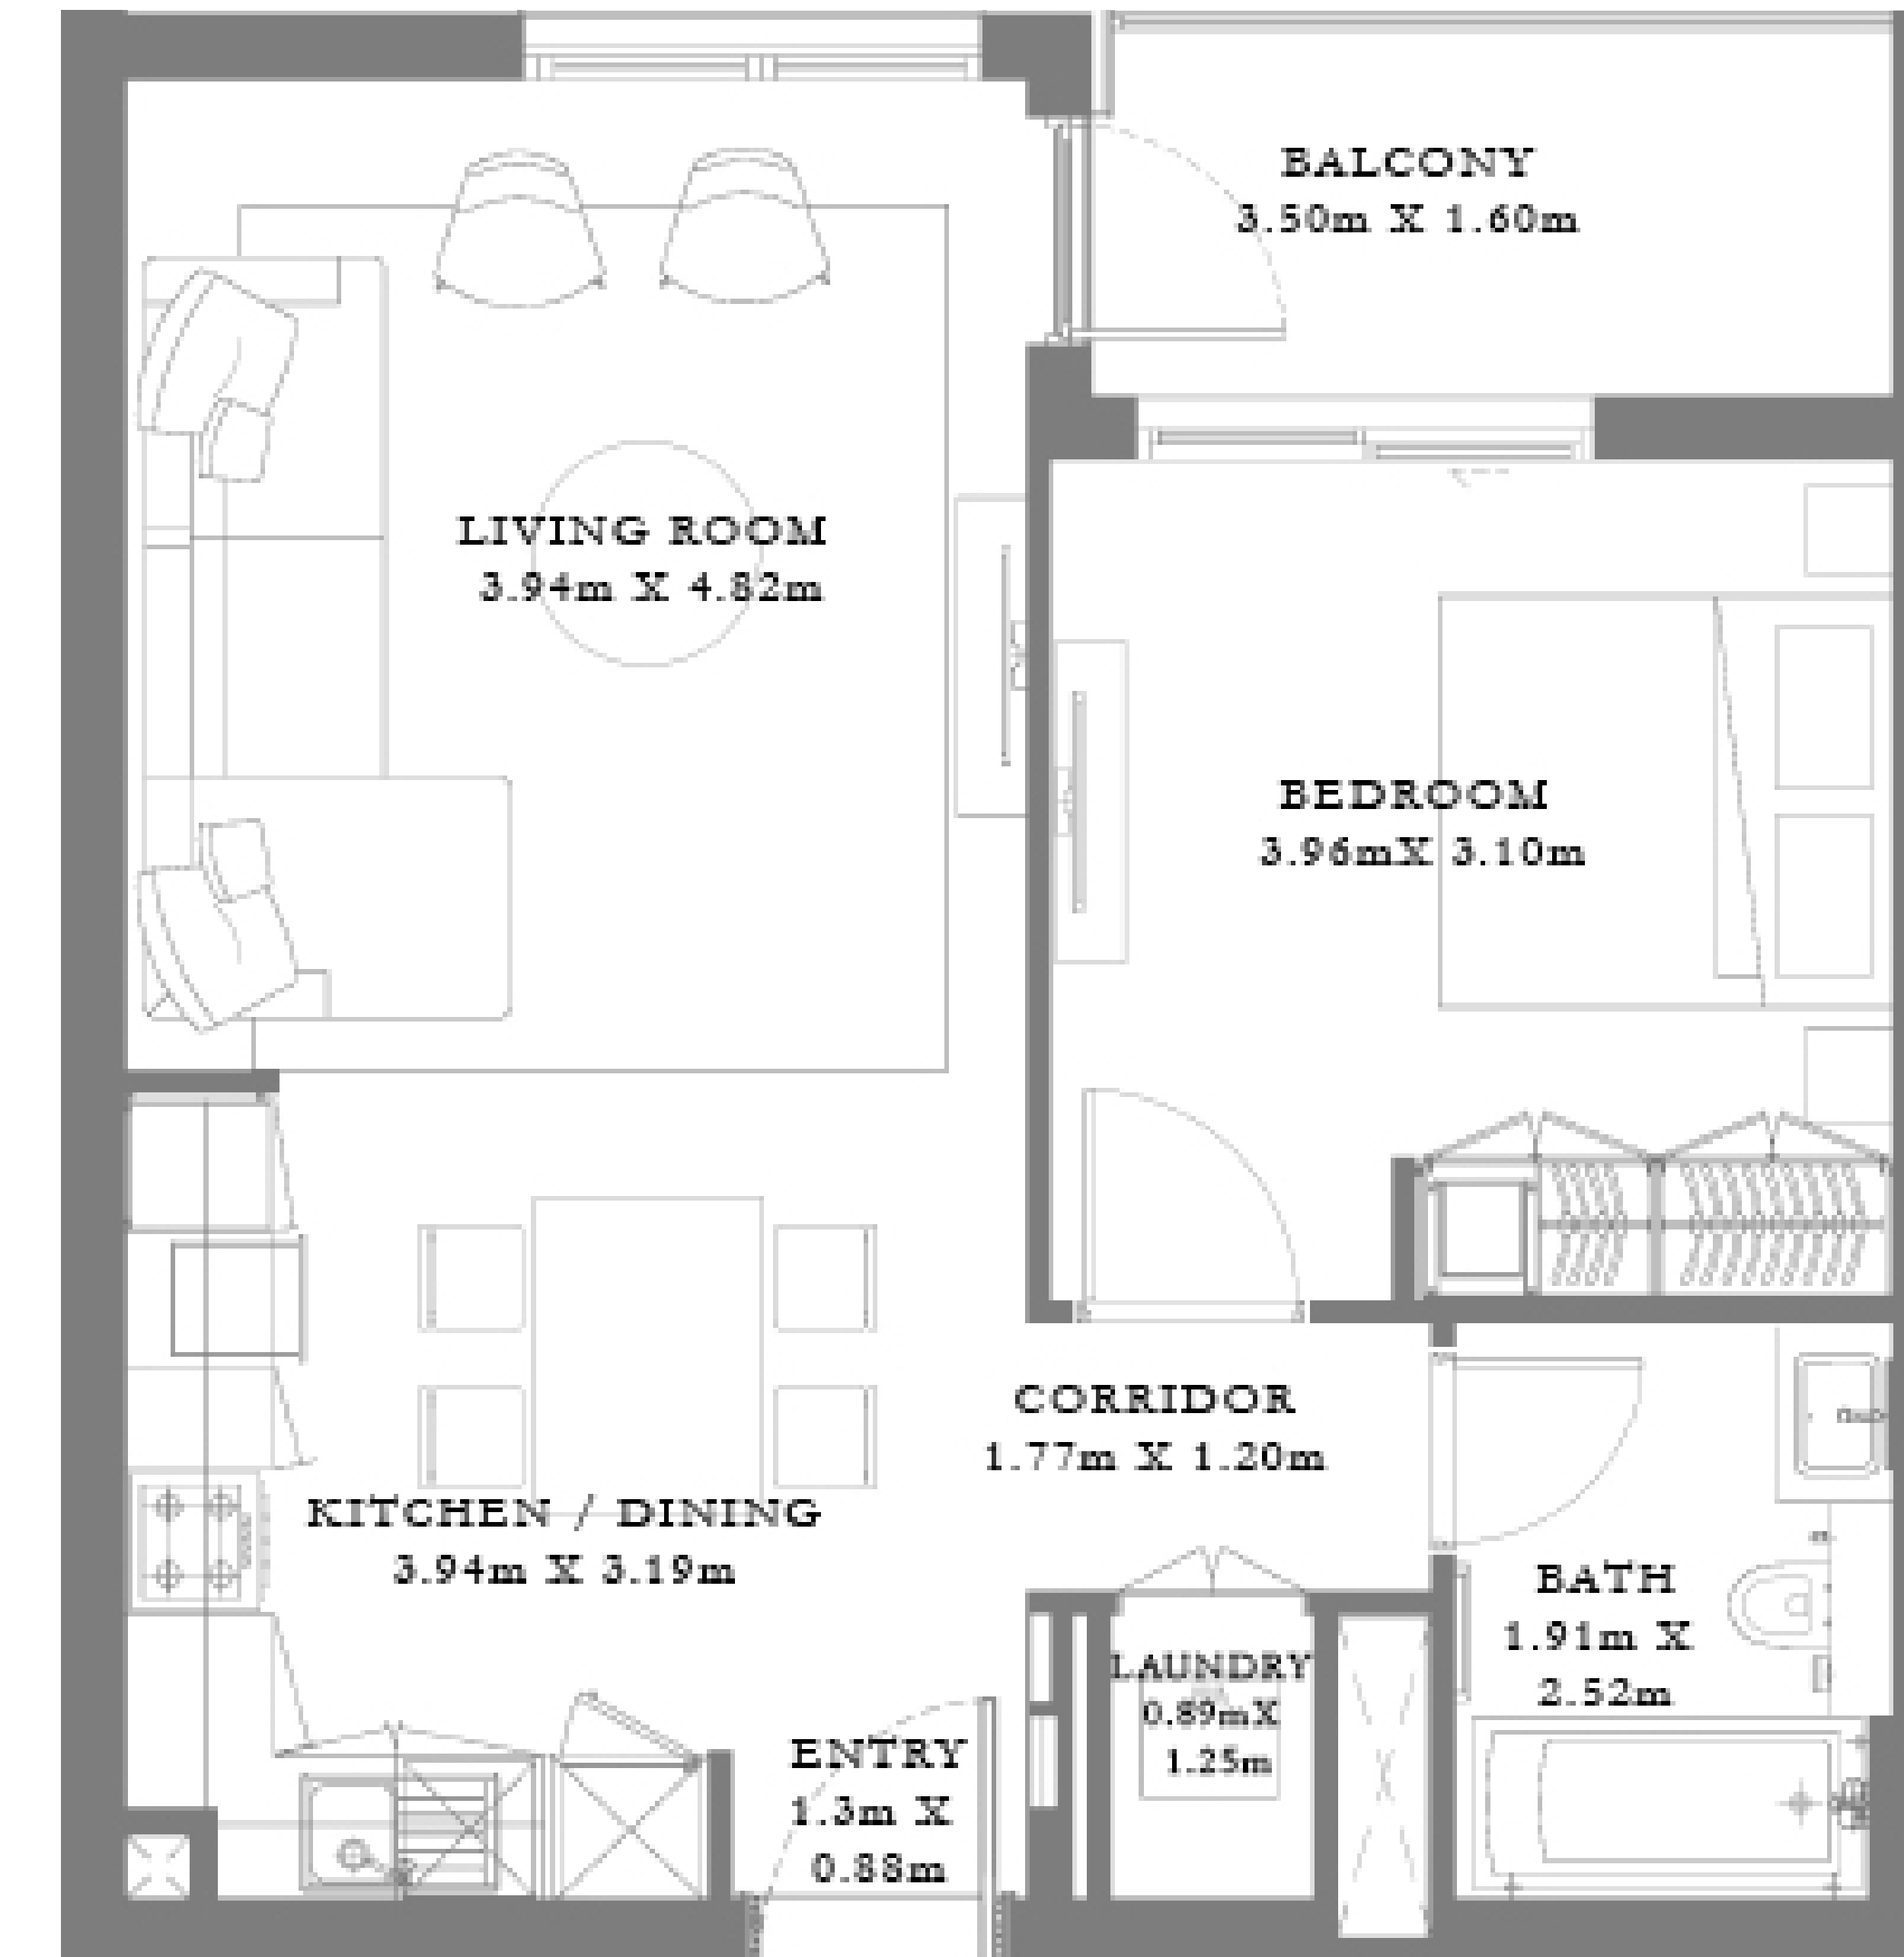 BALCONY
3.50m X 1.60m
LIVING ROOM
3.94m X 4.82m
BEDROOM
3.96mX 3.10m
CORRIDOR
1.77m X 1.20m
KITCHEN / DINING
3.94m X 3.19m
BATH
1.91m X
2.52m
LAUNDRY
0.89mX
1.25m
ENTRY
1.3m X
0.88m